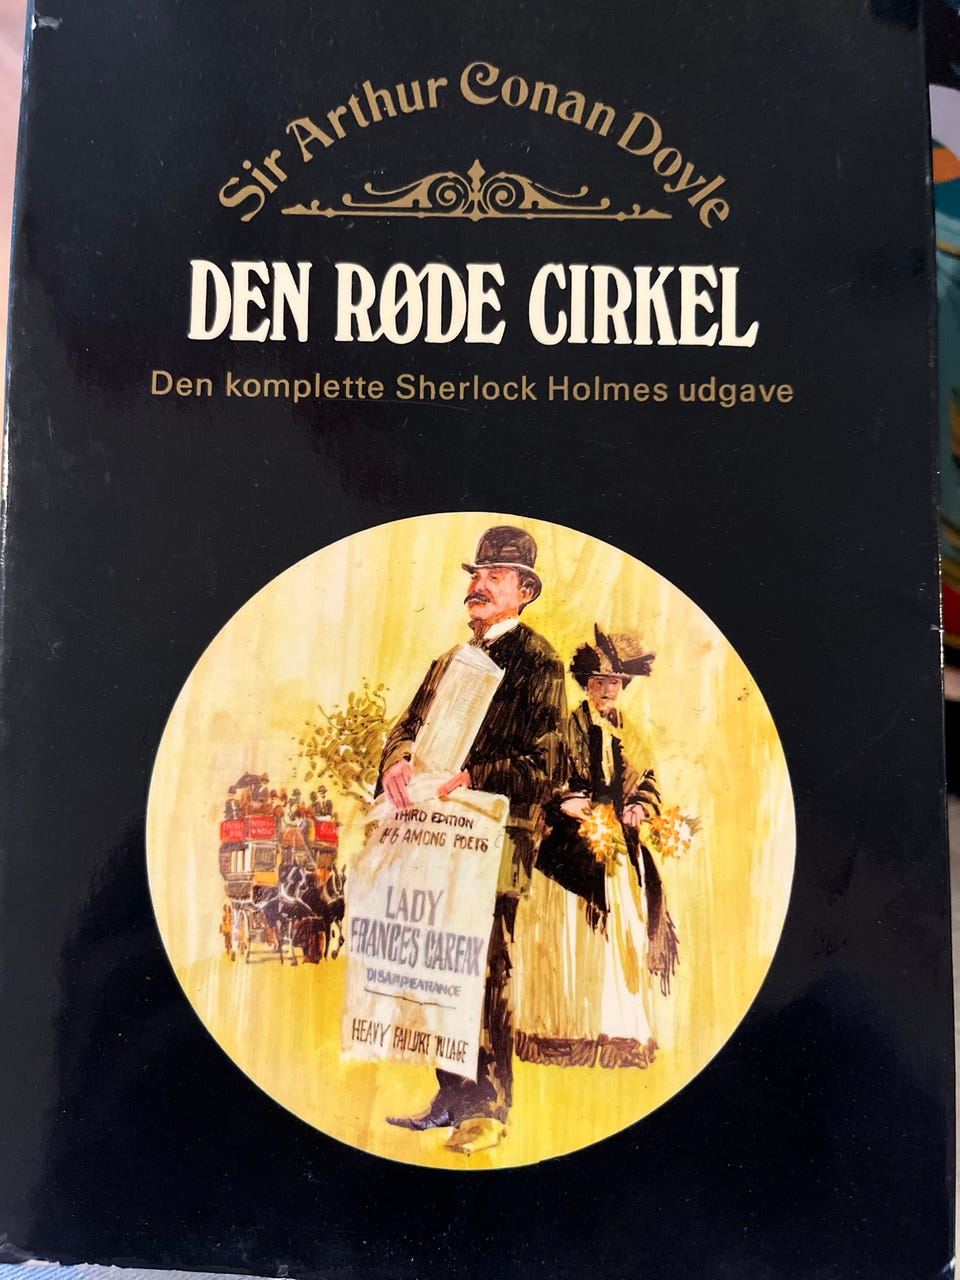 Sir Arthur Conan Doyle
DEN RØDE CIRKEL
Den komplette Sherlock Holmes udgave
THIRD EDITION
AMONG POETS
LADY
FRANCES CARFAX
DISAPPEARANCE
HEAVY FAILURE